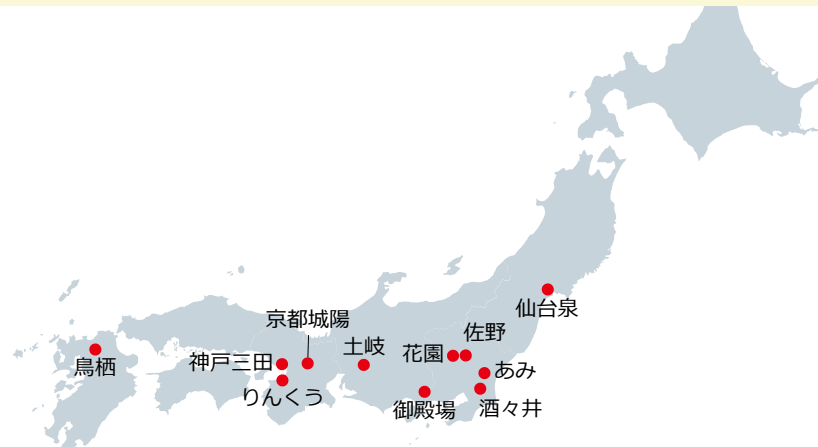 仙台泉
京都城陽
佐野
土岐
花園
神戸三田
鳥栖
あみ
りんくう
御殿場
酒々井